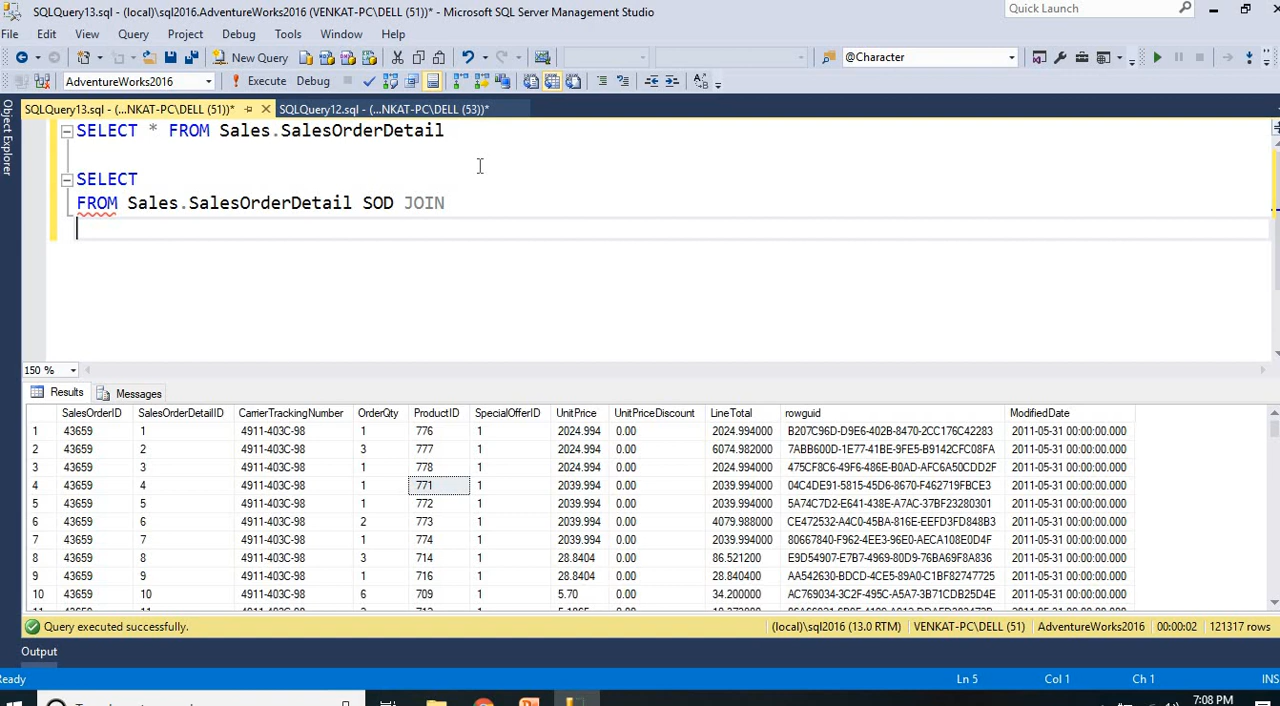 SQLQuery13.sql - (local)\sql2016.AdventureWorks2016 (VENKAT-PC\DELL (51))* - Microsoft SQL Server Management Studio
Quick Launch
File Edit View Query Project Debug Tools Window Help
New Query
@Character
AdventureWorks2016
Execute Debug
SQLQuery13.sql - (...NKAT-PC\DELL (51))* SQLQuery12.sql - (...NKAT-PC\DELL (53))*
Object Explorer
SELECT * FROM Sales.SalesOrderDetail
SELECT
FROM Sales.SalesOrderDetail SOD JOIN
150 %
Results Messages
SalesOrderID SalesOrderDetailID CarrierTrackingNumber OrderQty ProductID SpecialOfferID UnitPrice UnitPriceDiscount LineTotal rowguid ModifiedDate
1 43659 1 4911-403C-98 1 776 1 2024.994 0.00 2024.994000 B207C96D-D9E6-402B-8470-2CC176C42283 2011-05-31 00:00:00.000
2 43659 2 4911-403C-98 3 777 1 2024.994 0.00 6074.982000 7ABB600D-1E77-41BE-9FE5-B9142CFC08FA 2011-05-31 00:00:00.000
3 43659 3 4911-403C-98 1 778 1 2024.994 0.00 2024.994000 475CF8C6-49F6-486E-B0AD-AFC6A50CDD2F 2011-05-31 00:00:00.000
4 43659 4 4911-403C-98 1 771 1 2039.994 0.00 2039.994000 04C4DE91-5815-45D6-8670-F462719FBCE3 2011-05-31 00:00:00.000
5 43659 5 4911-403C-98 1 772 1 2039.994 0.00 2039.994000 5A74C7D2-E641-438E-A7AC-37BF23280301 2011-05-31 00:00:00.000
6 43659 6 4911-403C-98 2 773 1 2039.994 0.00 4079.988000 CE472532-A4C0-45BA-816E-EEFD3FD848B3 2011-05-31 00:00:00.000
7 43659 7 4911-403C-98 1 774 1 2039.994 0.00 2039.994000 80667840-F962-4EE3-96E0-AECA108E0D4F 2011-05-31 00:00:00.000
8 43659 8 4911-403C-98 3 714 1 28.8404 0.00 86.521200 E9D54907-E7B7-4969-80D9-76BA69F8A836 2011-05-31 00:00:00.000
9 43659 9 4911-403C-98 1 716 1 28.8404 0.00 28.840400 AA542630-BDCD-4CE5-89A0-C1BF82747725 2011-05-31 00:00:00.000
10 43659 10 4911-403C-98 6 709 1 5.70 0.00 34.200000 AC769034-3C2F-495C-A5A7-3B71CDB25D4E 2011-05-31 00:00:00.000
Query executed successfully. (local)\sql2016 (13.0 RTM) VENKAT-PC\DELL (51) AdventureWorks2016 00:00:02 121317 rows
Output
Ready Ln 5 Col 1 Ch 1 INS
7:08 PM